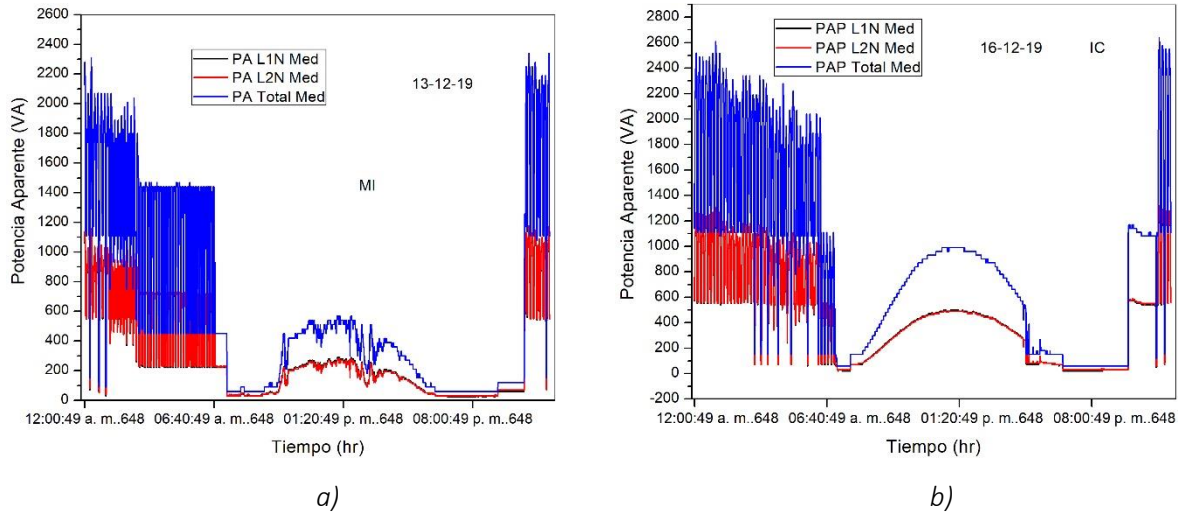 2600
2400
2200
2000
1800
1600
1400
1200
1000
800
600
400
200
0
Potencia Aparente (VA)
PA L1N Med
PA L2N Med
PA Total Med
13-12-19
MI
12:00:49 a. m..648 06:40:49 a. m..648 01:20:49 p. m..648 08:00:49 p. m..648
Tiempo (hr)
a)
2800
2600
2400
2200
2000
1800
1600
1400
1200
1000
800
600
400
200
0
-200
Potencia Aparente (VA)
PAP L1N Med
PAP L2N Med
PAP Total Med
16-12-19 IC
12:00:49 a. m..648 06:40:49 a. m..648 01:20:49 p. m..648 08:00:49 p. m..648
Tiempo (hr)
b)